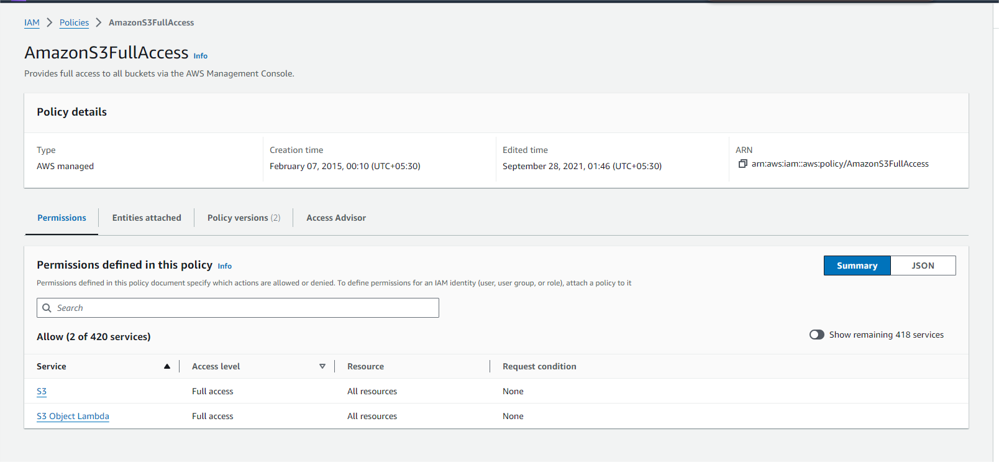 IAM > Policies > AmazonS3FullAccess
AmazonS3FullAccess Info
Provides full access to all buckets via the AWS Management Console.
Policy details
Type
AWS managed
Creation time
February 07, 2015, 00:10 (UTC+05:30)
Edited time
September 28, 2021, 01:46 (UTC+05:30)
ARN
arn:aws:iam::aws:policy/AmazonS3FullAccess
Permissions Entities attached Policy versions (2) Access Advisor
Permissions defined in this policy Info
Summary JSON
Permissions defined in this policy document specify which actions are allowed or denied. To define permissions for an IAM identity (user, user group, or role), attach a policy to it
Search
Allow (2 of 420 services)
Show remaining 418 services
Service Access level Resource Request condition
S3 Full access All resources None
S3 Object Lambda Full access All resources None